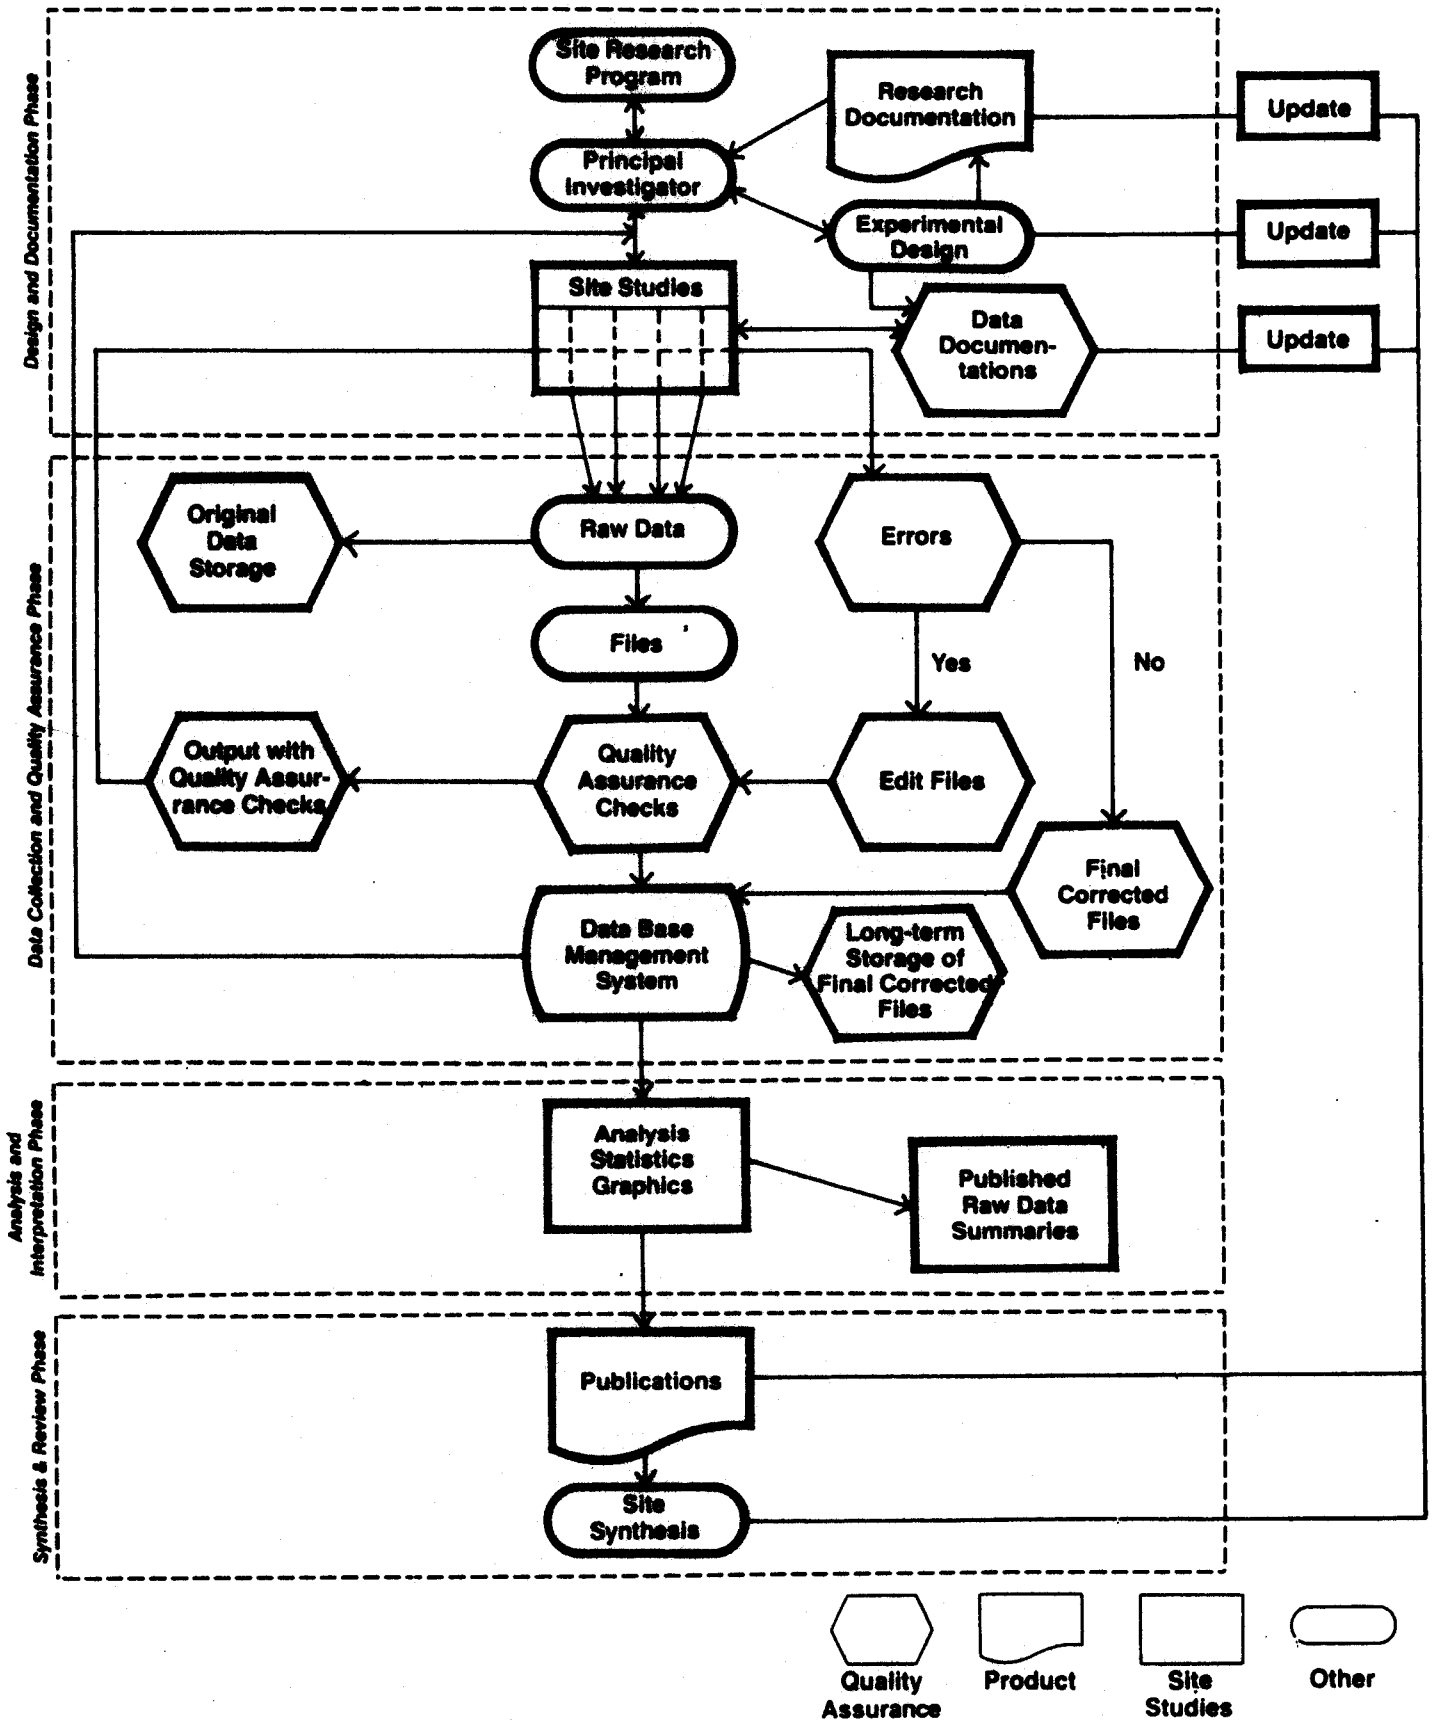 Design and Documentation Phase
Site Research
Program
Principal
Investigator
Research
Documentation
Update
Experimental
Design
Update
Site Studies
Data
Documen-
tations
Update
Data Collection and Quality Assurance Phase
Original
Data
Storage
Raw Data
Errors
Files
Yes
No
Output with
Quality Assur-
rance Checks
Quality
Assurance
Checks
Edit Files
Final
Corrected
Files
Data Base
Management
System
Long-term
Storage of
Final Corrected
Files
Analysis and
Interpretation Phase
Analysis
Statistics
Graphics
Published
Raw Data
Summaries
Synthesis & Review Phase
Publications
Site
Synthesis
Quality
Assurance
Product
Site
Studies
Other